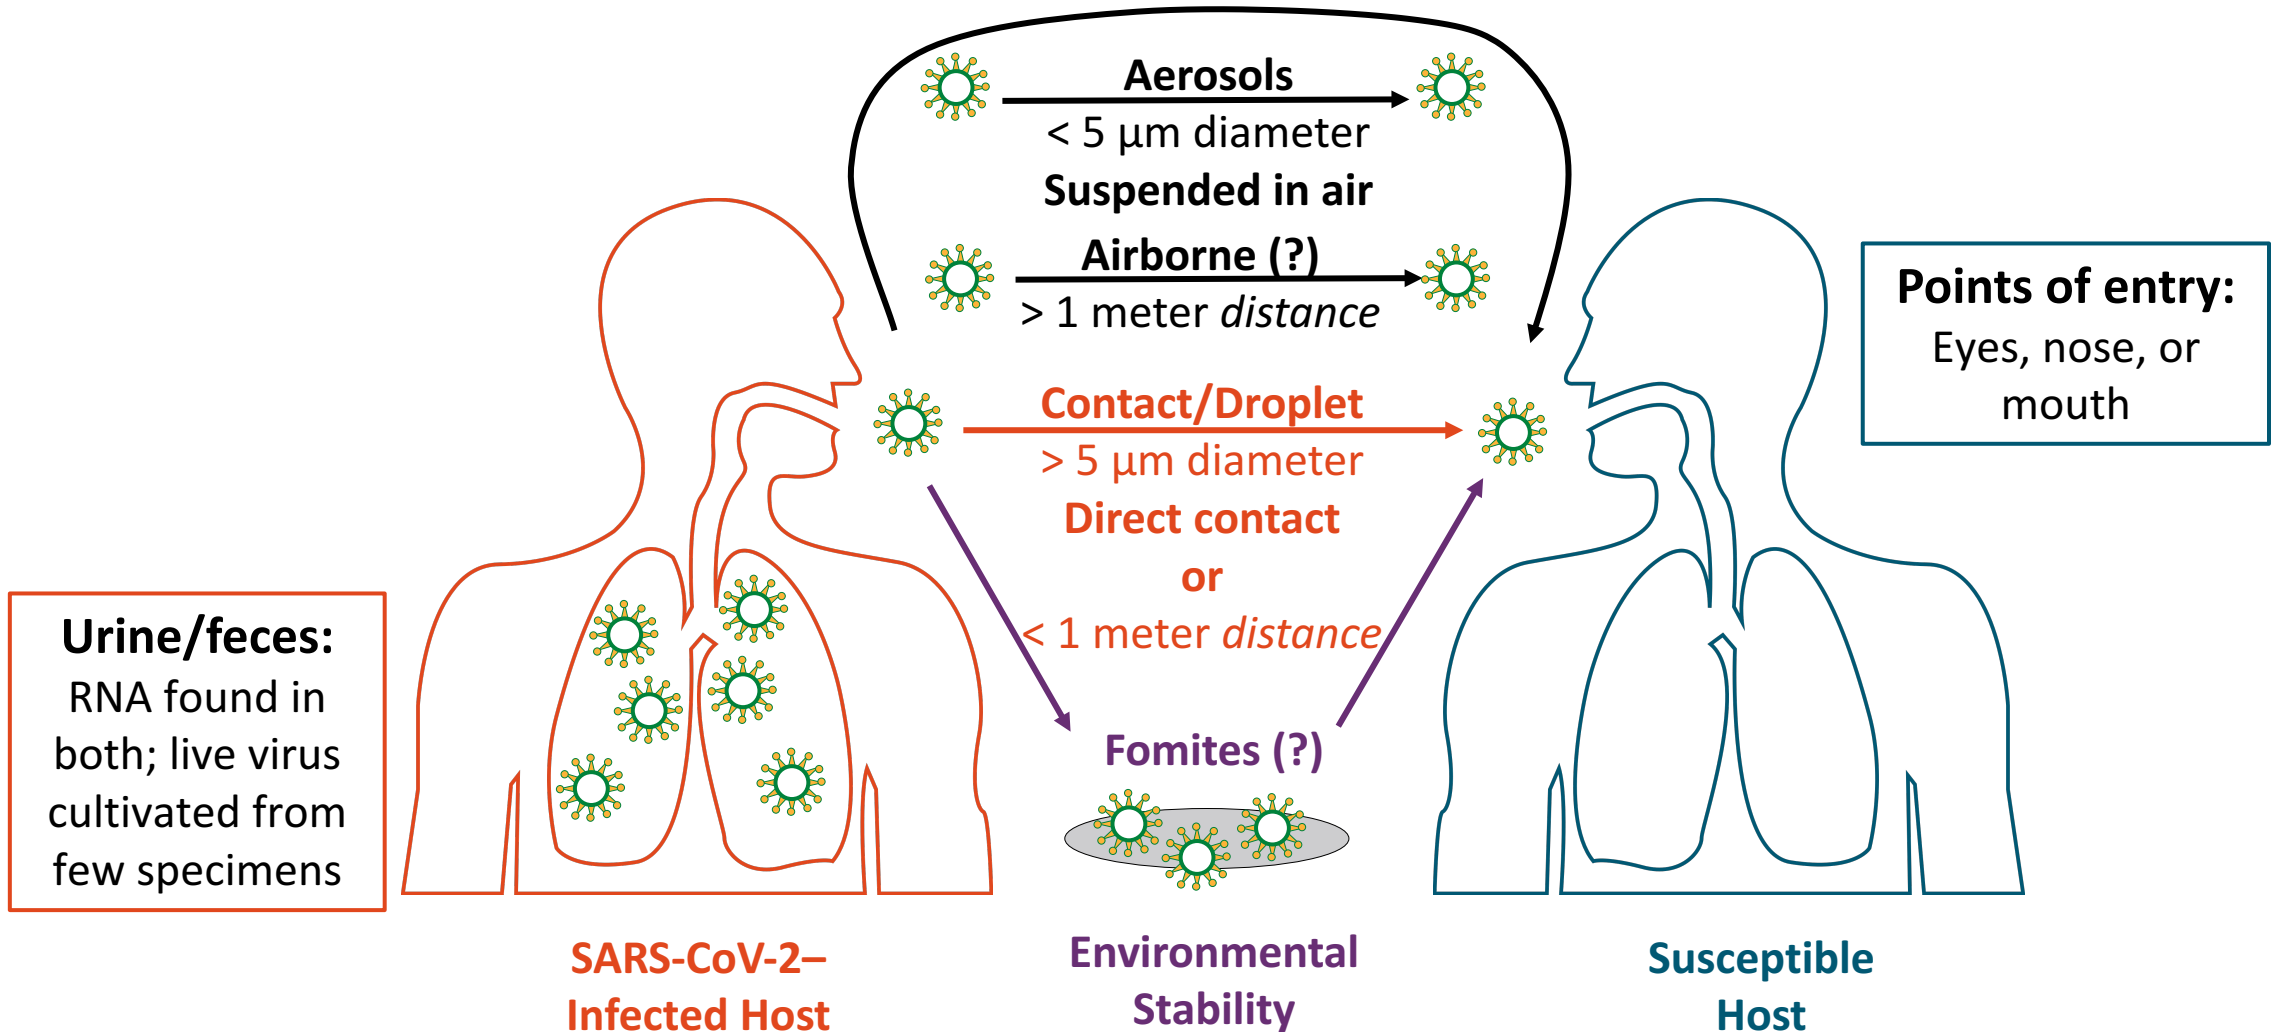 Aerosols
< 5 µm diameter
Suspended in air
Airborne (?)
> 1 meter distance
Contact/Droplet
> 5 µm diameter
Direct contact
or
< 1 meter distance
Fomites (?)
Environmental
Stability
Urine/feces:
RNA found in
both; live virus
cultivated from
few specimens
SARS-CoV-2–
Infected Host
Points of entry:
Eyes, nose, or
mouth
Susceptible
Host